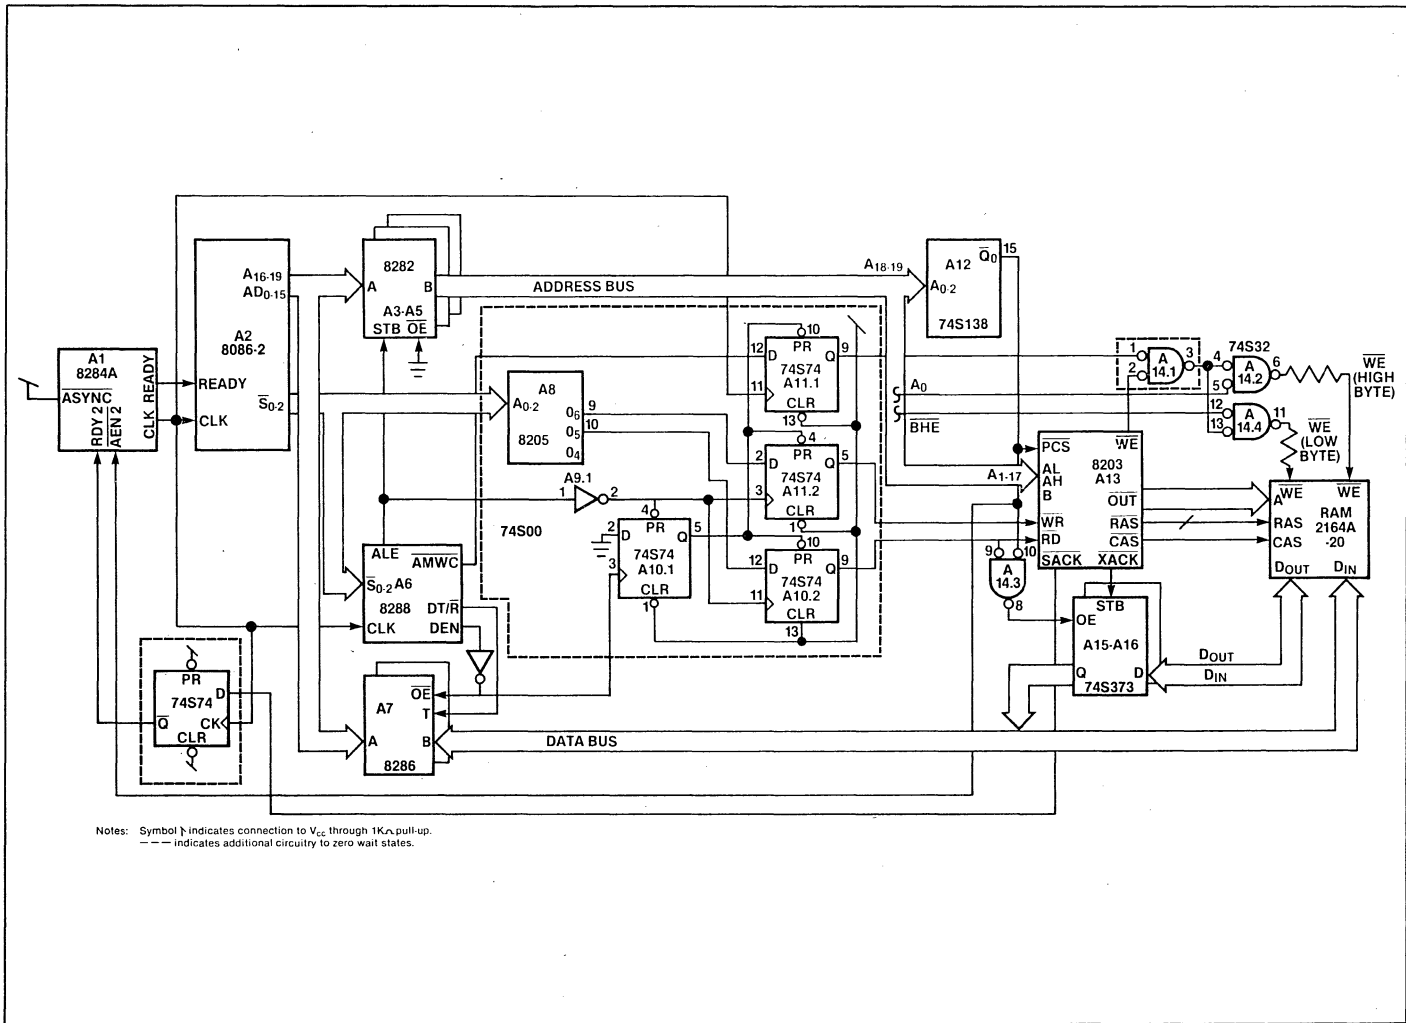 A1
8284A
ASYNC
RDY 2
AEN 2
CLK READY
A16-19
AD0-15
A2
8086-2
READY
S0-2
CLK
8282
A B
A3-A5
STB OE
ADDRESS BUS
A8
A0-2
8205
O6 9
O5 10
O4
A9.1
1 2
74S00
4
2 D PR Q 5
74S74
A10.1
3
CLR
1
10
12 D PR Q 9
74S74
A11.1
11
CLR
13
4
2 D PR Q 5
74S74
A11.2
3
CLR
1
10
12 D PR Q 9
74S74
A10.2
11
CLR
13
ALE
AMWC
S0-2 A6
8288
DT/R
CLK DEN
PR
74S74 D
Q CK
CLR
OE
A7
T
A B
8286
DATA BUS
A18-19
A12
Q0 15
A0-2
74S138
A0
BHE
A1-17
PCS WE
8203
A13
AL
AH
B
OUT
WR
RAS
RD
CAS
SACK XACK
1
2
A
14.1
3
74S32
4
5
A
14.2
6
12
13
A
14.4
11
WE
(HIGH
BYTE)
WE
(LOW
BYTE)
9 10
A
14.3
8
STB
OE
A15-A16
Q D
74S373
WE WE
A
RAM
2164A
-20
RAS
CAS
DOUT DIN
DOUT
DIN
Notes: Symbol indicates connection to Vcc through 1K pull-up.
--- indicates additional circuitry to zero wait states.